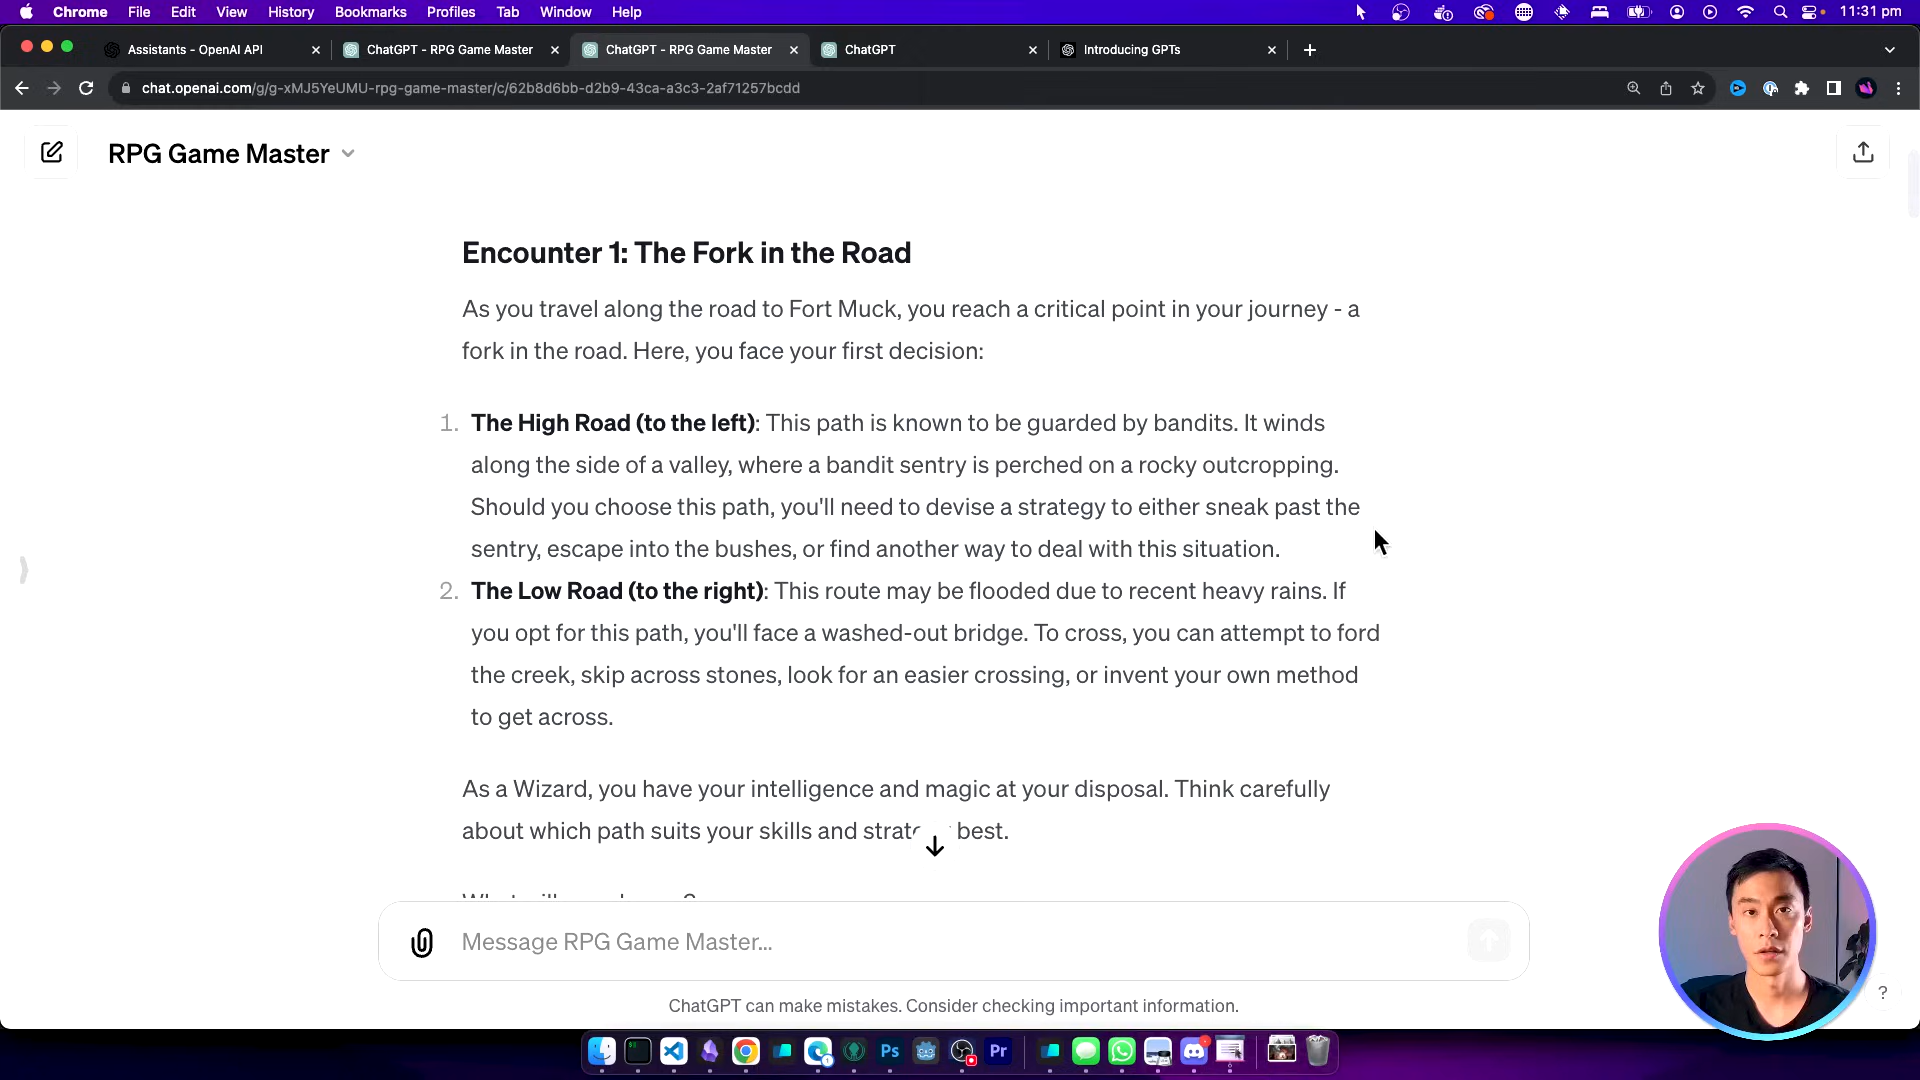 Chrome File Edit View History Bookmarks Profiles Tab Window Help 11:31 pm
Assistants - OpenAI API
ChatGPT - RPG Game Master
ChatGPT - RPG Game Master
ChatGPT
Introducing GPTs
chat.openai.com/g/g-xMJ5YeUMU-rpg-game-master/c/62b8d6bb-d2b9-43ca-a3c3-2af71257bcdd
RPG Game Master
Encounter 1: The Fork in the Road
As you travel along the road to Fort Muck, you reach a critical point in your journey - a
fork in the road. Here, you face your first decision:
1. The High Road (to the left): This path is known to be guarded by bandits. It winds
along the side of a valley, where a bandit sentry is perched on a rocky outcropping.
Should you choose this path, you'll need to devise a strategy to either sneak past the
sentry, escape into the bushes, or find another way to deal with this situation.
2. The Low Road (to the right): This route may be flooded due to recent heavy rains. If
you opt for this path, you'll face a washed-out bridge. To cross, you can attempt to ford
the creek, skip across stones, look for an easier crossing, or invent your own method
to get across.
As a Wizard, you have your intelligence and magic at your disposal. Think carefully
about which path suits your skills and best.
Message RPG Game Master...
ChatGPT can make mistakes. Consider checking important information.
?
Ps
Pr